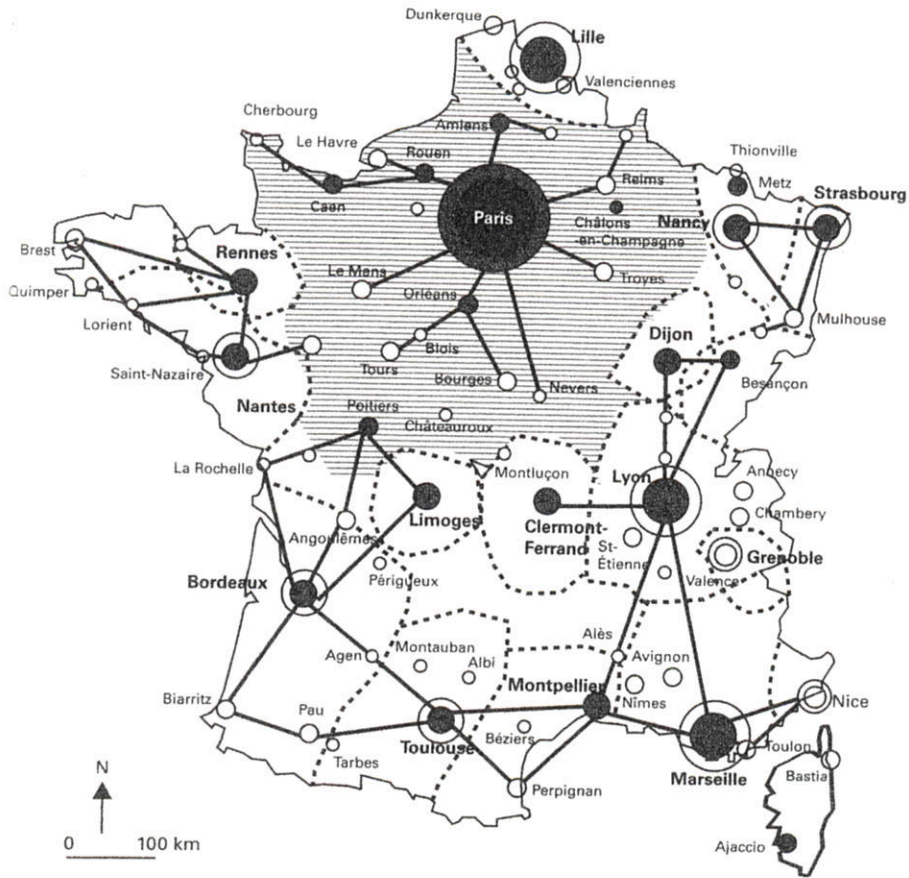 Dunkerque
Lille
Valenciennes
Cherbourg
Amiens
Le Havre
Rouen
Thionville
Reims
Metz
Strasbourg
Caen
Paris
Châlons
-en-Champagne
Nancy
Brest
Rennes
Le Mans
Troyes
Quimper
Orléans
Lorient
Mulhouse
Blois
Dijon
Saint-Nazaire
Tours
Bourges
Nevers
Besançon
Nantes
Poitiers
Châteauroux
La Rochelle
Montluçon
Lyon
Annecy
Limoges
Clermont-
Ferrand
Chambery
Angoulêmes
St-
Étienne
Grenoble
Valence
Périgueux
Bordeaux
Alès
Agen
Montauban
Avignon
Albi
Montpellier
Biarritz
Nîmes
Nice
Pau
Toulouse
Béziers
Toulon
Tarbes
Marseille
Bastia
N
Perpignan
0 100 km
Ajaccio